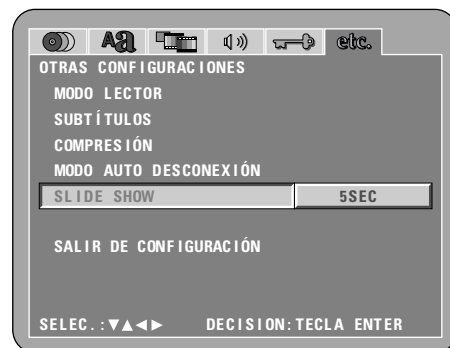 Aa etc.
OTRAS CONFIGURACIONES
MODO LECTOR
SUBTÍTULOS
COMPRESIÓN
MODO AUTO DESCONEXIÓN
SLIDE SHOW 5SEC
SALIR DE CONFIGURACIÓN
SELEC.:▼▲◄► DECISION:TECLA ENTER